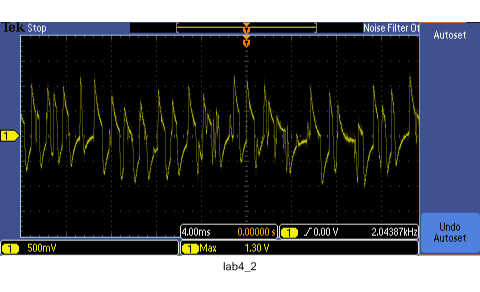 Tek Stop Noise Filter Of
Autoset
1
4.00ms 0.00000 s 1 0.00 V 2.04387kHz
Undo
Autoset
1 500mV 1 Max 1.30 V
lab4_2